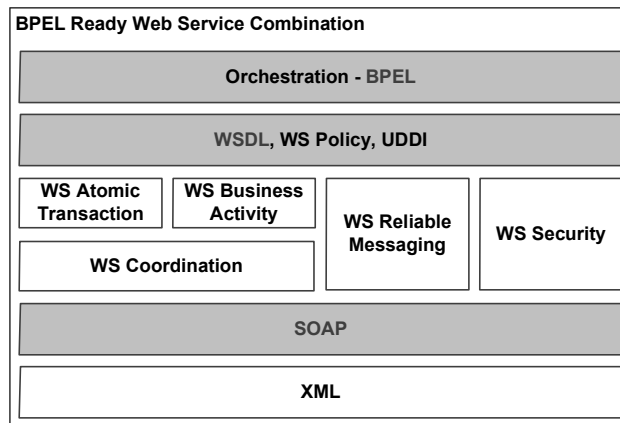 BPEL Ready Web Service Combination
Orchestration - BPEL
WSDL, WS Policy, UDDI
WS Atomic
Transaction
WS Business
Activity
WS Reliable
Messaging
WS Security
WS Coordination
SOAP
XML